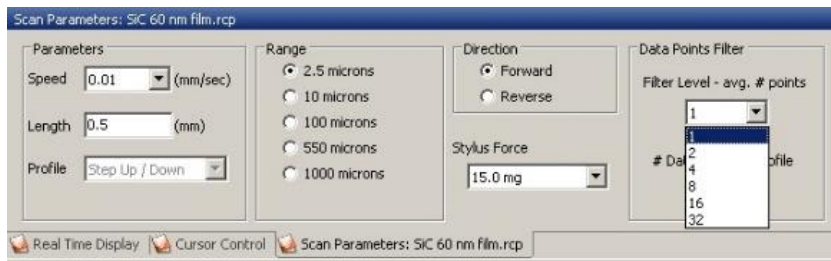 Scan Parameters: SiC 60 nm film.rcp
Parameters
Speed 0.01 (mm/sec)
Length 0.5 (mm)
Profile Step Up / Down
Range
2.5 microns
10 microns
100 microns
550 microns
1000 microns
Direction
Forward
Reverse
Stylus Force
15.0 mg
Data Points Filter
Filter Level - avg. # points
1
1
2
4
8
16
32
#
Real Time Display Cursor Control Scan Parameters: SiC 60 nm film.rcp